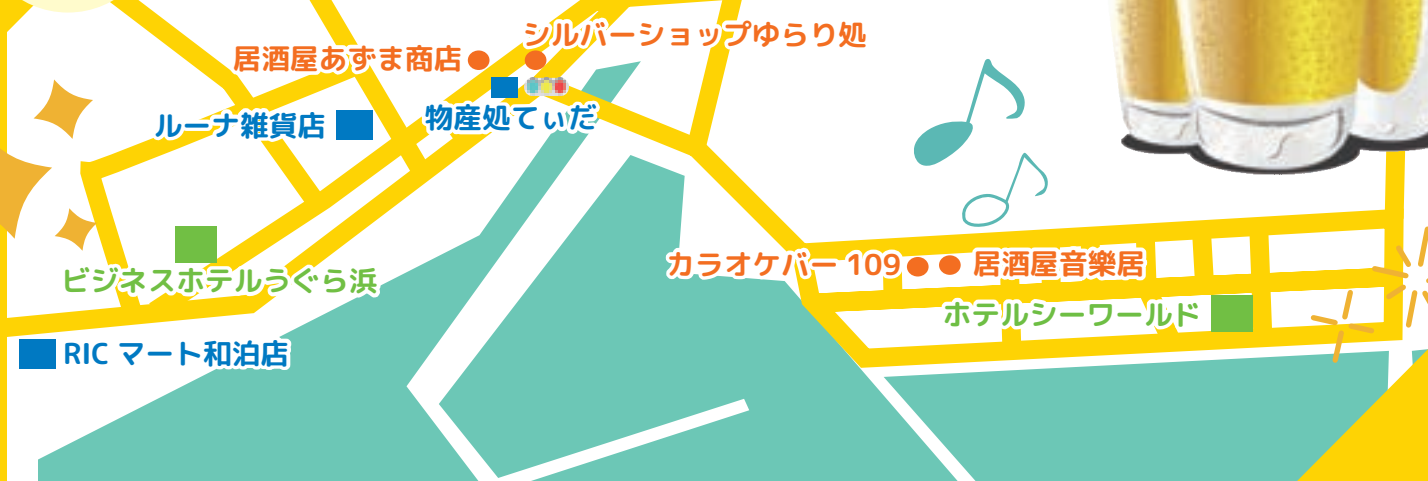 シルバーショップゆらり処
居酒屋あずま商店
物産処てぃだ
ルーナ雑貨店
ビジネスホテルうぐら浜
カラオケバー 109
居酒屋音樂居
ホテルシーワールド
RIC マート和泊店